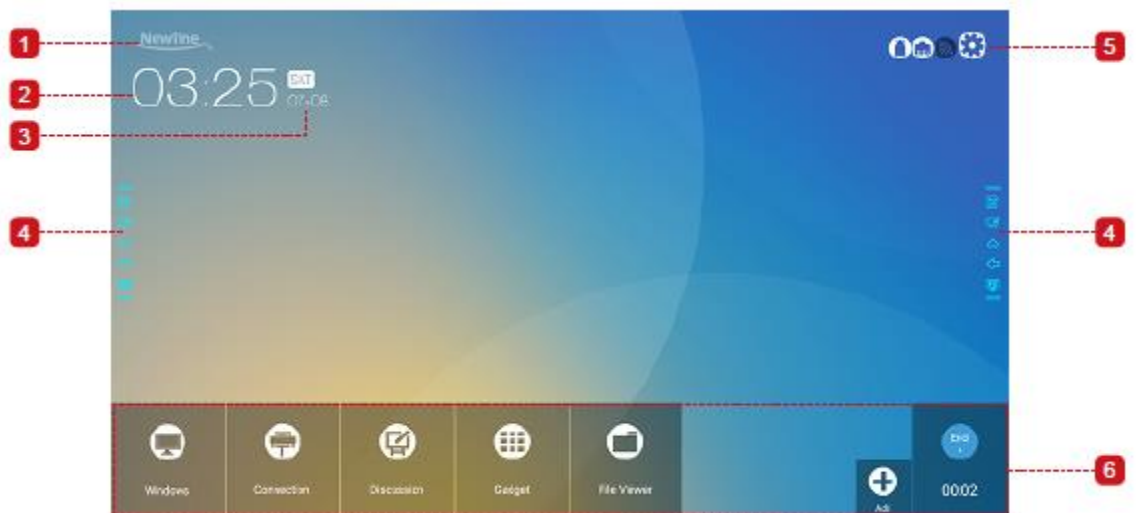 1
Newline
5
2
03:25
SAT
07-08
3
4
4
Windows
Connection
Discussion
Gadget
File Viewer
End
6
00:02